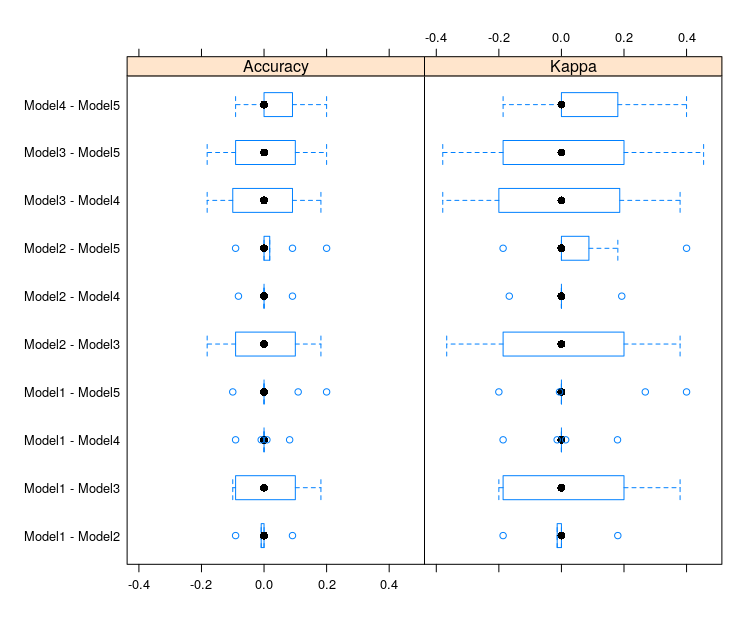 -0.4 -0.2 0.0 0.2 0.4
Accuracy Kappa
Model4 - Model5
Model3 - Model5
Model3 - Model4
Model2 - Model5
Model2 - Model4
Model2 - Model3
Model1 - Model5
Model1 - Model4
Model1 - Model3
Model1 - Model2
-0.4 -0.2 0.0 0.2 0.4